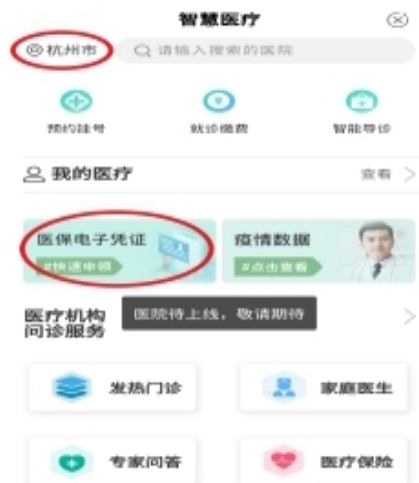 智慧医疗
杭州市 请输入搜索的医院
预约挂号 就诊缴费 智能导诊
我的医疗 查看
医保电子凭证 疫情数据
#快速申领 #点击查看
医疗机构
问诊服务
医院待上线，敬请期待
发热门诊 家庭医生
专家问答 医疗保险